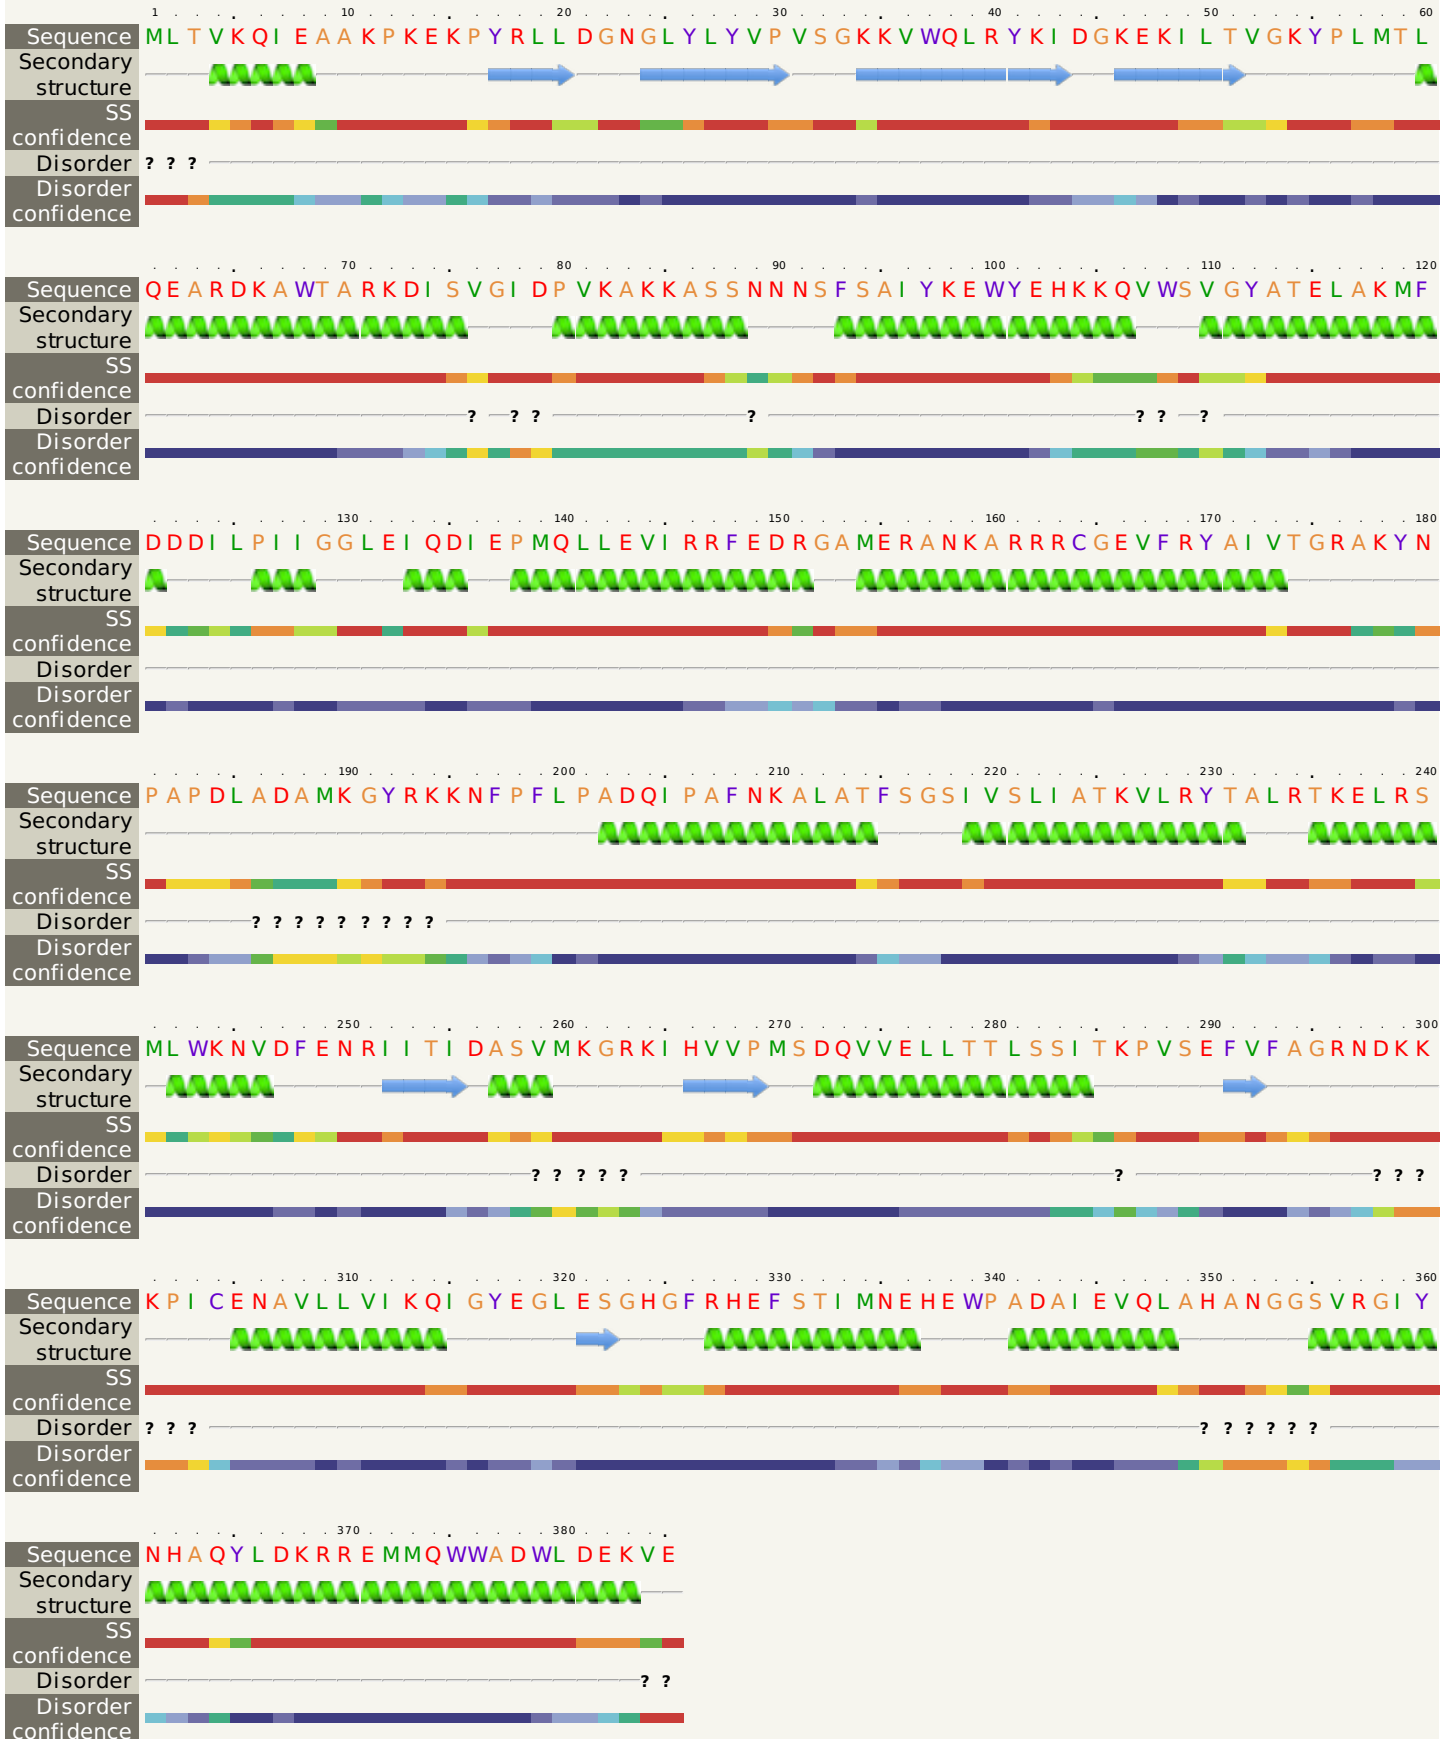 1 10 20 30 40 50 60
Sequence MLTVKQIEAAKPKEKPYRLLDGNGLYLYVPVSGKKVWQLRYKIDGKEKILTVGKYPLMTL
Secondary
structure
SS
confidence
Disorder ? ? ?
Disorder
confidence
70 80 90 100 110 120
Sequence QEARDKAWTARKDISVGIDPVKAKKASSNNNSFSAIYKEWYEHKKQVWSVGYATELAKMF
Secondary
structure
SS
confidence
Disorder ? ? ? ? ? ? ?
Disorder
confidence
130 140 150 160 170 180
Sequence DDDILPIIGGLEIQDIEPMQLLEVIRRFEDRGAMERANKARRRCGEVFRYAIVTGRAKYN
Secondary
structure
SS
confidence
Disorder
Disorder
confidence
190 200 210 220 230 240
Sequence PAPDLADAMKGYRKKNFPFLPADQIPAFNKALATFSGSIVSLIATKVLRYTALRTKELRS
Secondary
structure
SS
confidence
Disorder ? ? ? ? ? ? ? ? ?
Disorder
confidence
250 260 270 280 290 300
Sequence MLWKNVDFENRIITIDASVMKGRKIHVVPMSDQVVELLTTLSSITKPVSEFVFAGRNDKK
Secondary
structure
SS
confidence
Disorder ? ? ? ? ? ? ? ? ?
Disorder
confidence
310 320 330 340 350 360
Sequence KPICENAVLLVIKQIGYEGLESGHGFRHEFSTIMNEHEWPADAIEVQLAHANGGSVRGIY
Secondary
structure
SS
confidence
Disorder ? ? ? ? ? ? ? ? ?
Disorder
confidence
370 380
Sequence NHAQYLDKRREMMQWWADWLDEKVE
Secondary
structure
SS
confidence
Disorder ? ?
Disorder
confidence